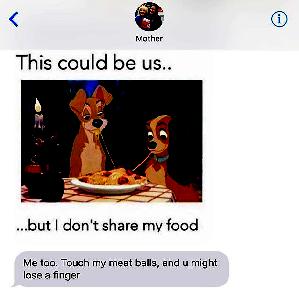 Mother
This could be us..
...but I don't share my food
Me too. Touch my meat balls, and u might
lose a finger